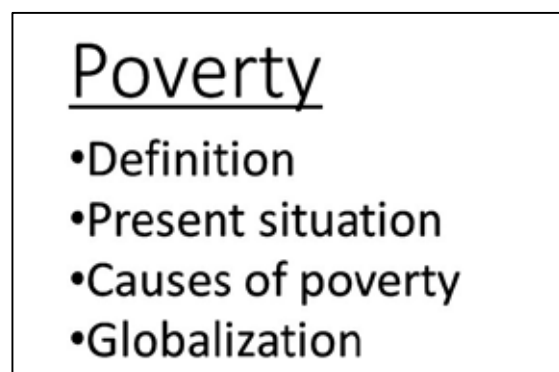 Poverty
•Definition
•Present situation
•Causes of poverty
•Globalization